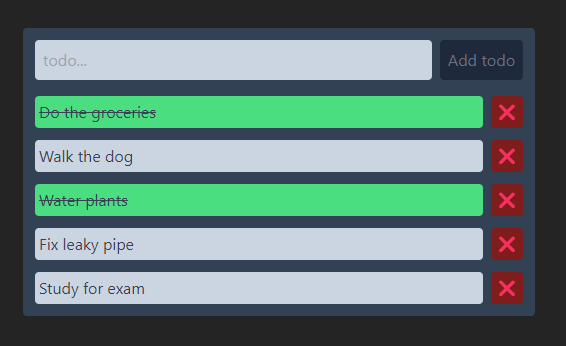 todo...
Add todo
Do the groceries
Walk the dog
Water plants
Fix leaky pipe
Study for exam